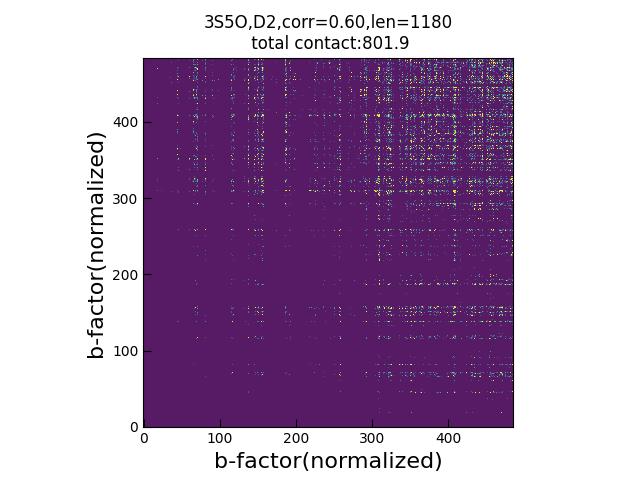 3S5O,D2,corr=0.60,len=1180
total contact:801.9
b-factor(normalized)
400
300
200
100
0
0 100 200 300 400
b-factor(normalized)